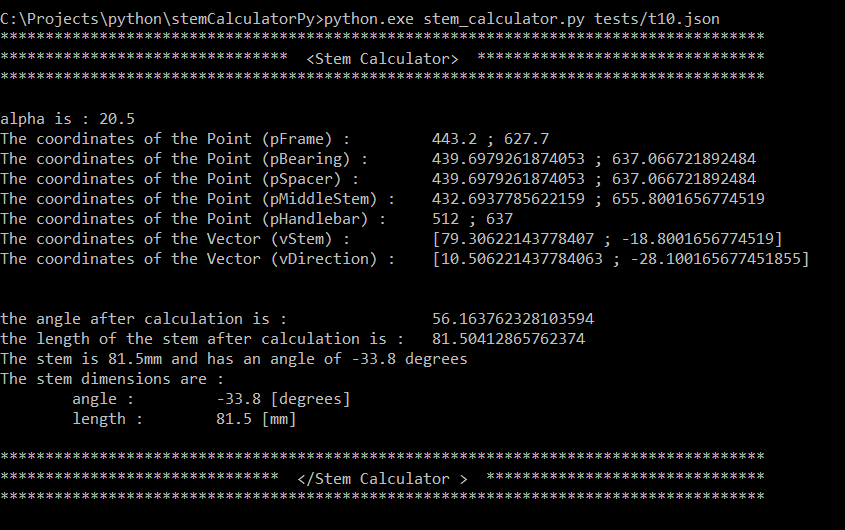 C:\Projects\python\stemCalculatorPy>python.exe stem_calculator.py tests/t10.json
*************************************************************************************
******************************** <Stem Calculator> ********************************
*************************************************************************************
alpha is : 20.5
The coordinates of the Point (pFrame) : 443.2 ; 627.7
The coordinates of the Point (pBearing) : 439.6979261874053 ; 637.066721892484
The coordinates of the Point (pSpacer) : 439.6979261874053 ; 637.066721892484
The coordinates of the Point (pMiddleStem) : 432.6937785622159 ; 655.8001656774519
The coordinates of the Point (pHandlebar) : 512 ; 637
The coordinates of the Vector (vStem) : [79.30622143778407 ; -18.8001656774519]
The coordinates of the Vector (vDirection) : [10.506221437784063 ; -28.100165677451855]
the angle after calculation is : 56.163762328103594
the length of the stem after calculation is : 81.50412865762374
The stem is 81.5mm and has an angle of -33.8 degrees
The stem dimensions are :
angle : -33.8 [degrees]
length : 81.5 [mm]
*************************************************************************************
******************************* </Stem Calculator > *******************************
*************************************************************************************